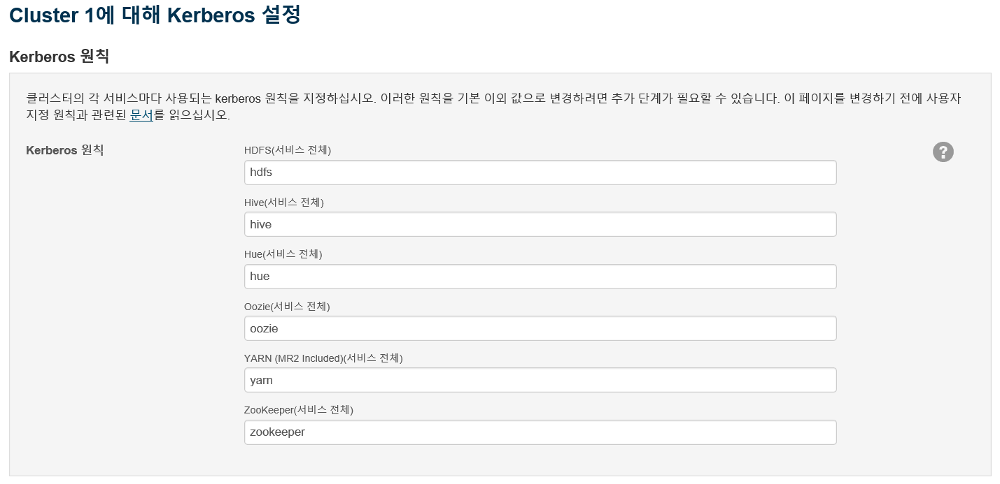 Cluster 1에 대해 Kerberos 설정
Kerberos 원칙
클러스터의 각 서비스마다 사용되는 kerberos 원칙을 지정하십시오. 이러한 원칙을 기본 이외 값으로 변경하려면 추가 단계가 필요할 수 있습니다. 이 페이지를 변경하기 전에 사용자
지정 원칙과 관련된 문서를 읽으십시오.
Kerberos 원칙
HDFS(서비스 전체)
?
hdfs
Hive(서비스 전체)
hive
Hue(서비스 전체)
hue
Oozie(서비스 전체)
oozie
YARN (MR2 Included)(서비스 전체)
yarn
ZooKeeper(서비스 전체)
zookeeper